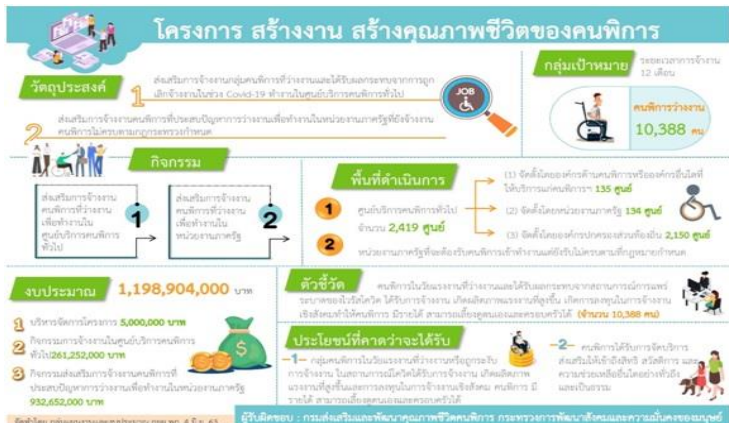 โครงการ สร้างงาน สร้างคุณภาพชีวิตของคนพิการ
วัตถุประสงค์
1 ส่งเสริมการจ้างงานกลุ่มคนพิการที่ว่างงานและได้รับผลกระทบจากการถูก
เลิกจ้างงานในช่วง Covid-19 ทำงานในศูนย์บริการคนพิการทั่วไป
2 ส่งเสริมการจ้างงานคนพิการที่ประสบปัญหาการว่างงานเพื่อทำงานในหน่วยงานภาครัฐที่ยังจ้างงาน
คนพิการไม่ครบตามกฎกระทรวงกำหนด
JOB
กลุ่มเป้าหมาย
ระยะเวลาการจ้างงาน
12 เดือน
คนพิการว่างงาน
10,388 คน
กิจกรรม
ส่งเสริมการจ้างงาน
คนพิการที่ว่างงาน
เพื่อทำงานใน
ศูนย์บริการคนพิการ
ทั่วไป
1
ส่งเสริมการจ้างงาน
คนพิการที่ว่างงาน
เพื่อทำงานใน
หน่วยงานภาครัฐ
2
พื้นที่ดำเนินการ
1 ศูนย์บริการคนพิการทั่วไป
จำนวน 2,419 ศูนย์
(1) จัดตั้งโดยองค์กรด้านคนพิการหรือองค์กรอื่นใดที่
ให้บริการแก่คนพิการฯ 135 ศูนย์
(2) จัดตั้งโดยหน่วยงานภาครัฐ 134 ศูนย์
(3) จัดตั้งโดยองค์กรปกครองส่วนท้องถิ่น 2,150 ศูนย์
2 หน่วยงานภาครัฐที่จะต้องรับคนพิการเข้าทำงานแต่ยังรับไม่ครบตามที่กฎหมายกำหนด
งบประมาณ 1,198,904,000 บาท
1 บริหารจัดการโครงการ 5,000,000 บาท
2 กิจกรรมการจ้างงานในศูนย์บริการคนพิการ
ทั่วไป261,252,000 บาท
3 กิจกรรมส่งเสริมการจ้างงานคนพิการที่
ประสบปัญหาการว่างงานเพื่อทำงานในหน่วยงานภาครัฐ
932,652,000 บาท
ตัวชี้วัด
คนพิการในวัยแรงงานที่ว่างงานและได้รับผลกระทบจากสถานการณ์การแพร่
ระบาดของไวรัสโควิด ได้รับการจ้างงาน เกิดผลิตภาพแรงงานที่สูงขึ้น เกิดการลงทุนในการจ้างงาน
เชิงสังคมทำให้คนพิการ มีรายได้ สามารถเลี้ยงดูตนเองและครอบครัวได้ (จำนวน 10,388 คน)
ประโยชน์ที่คาดว่าจะได้รับ
-1- กลุ่มคนพิการในวัยแรงงานที่ว่างงานหรือถูกระงับ
การจ้างงาน ในสถานการณ์โควิดได้รับการจ้างงาน เกิดผลิตภาพ
แรงงานที่สูงขึ้นและการลงทุนในการจ้างงานเชิงสังคม คนพิการ มี
รายได้ สามารถเลี้ยงดูตนเองและครอบครัวได้
-2- คนพิการได้รับการจัดบริการ
ส่งเสริมให้เข้าถึงสิทธิ สวัสดิการ และ
ความช่วยเหลืออื่นใดอย่างทั่วถึง
และเป็นธรรม
ผู้รับผิดชอบ : กรมส่งเสริมและพัฒนาคุณภาพชีวิตคนพิการ กระทรวงการพัฒนาสังคมและความมั่นคงของมนุษย์